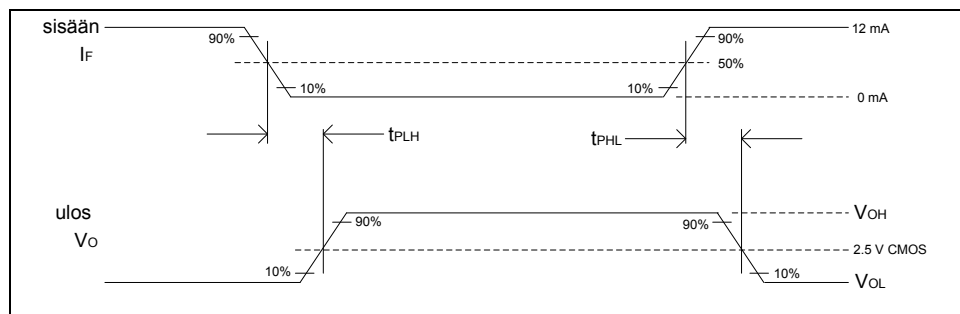 sisään
IF
90%
10%
10%
90%
12 mA
50%
0 mA
tPLH
tPHL
ulos
VO
10%
90%
90%
10%
VOH
2.5 V CMOS
VOL